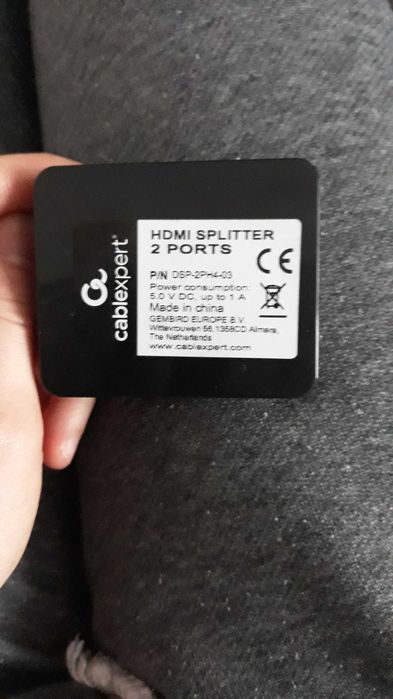 cablexpert®
HDMI SPLITTER
2 PORTS
P/N DSP-2PH4-03
Power consumption:
5.0 V DC, up to 1 A
Made in china
GEMBIRD EUROPE B.V.
Wittevrouwen 56,1358CD Almere,
The Netherlands
www.cablexpert.com
CE